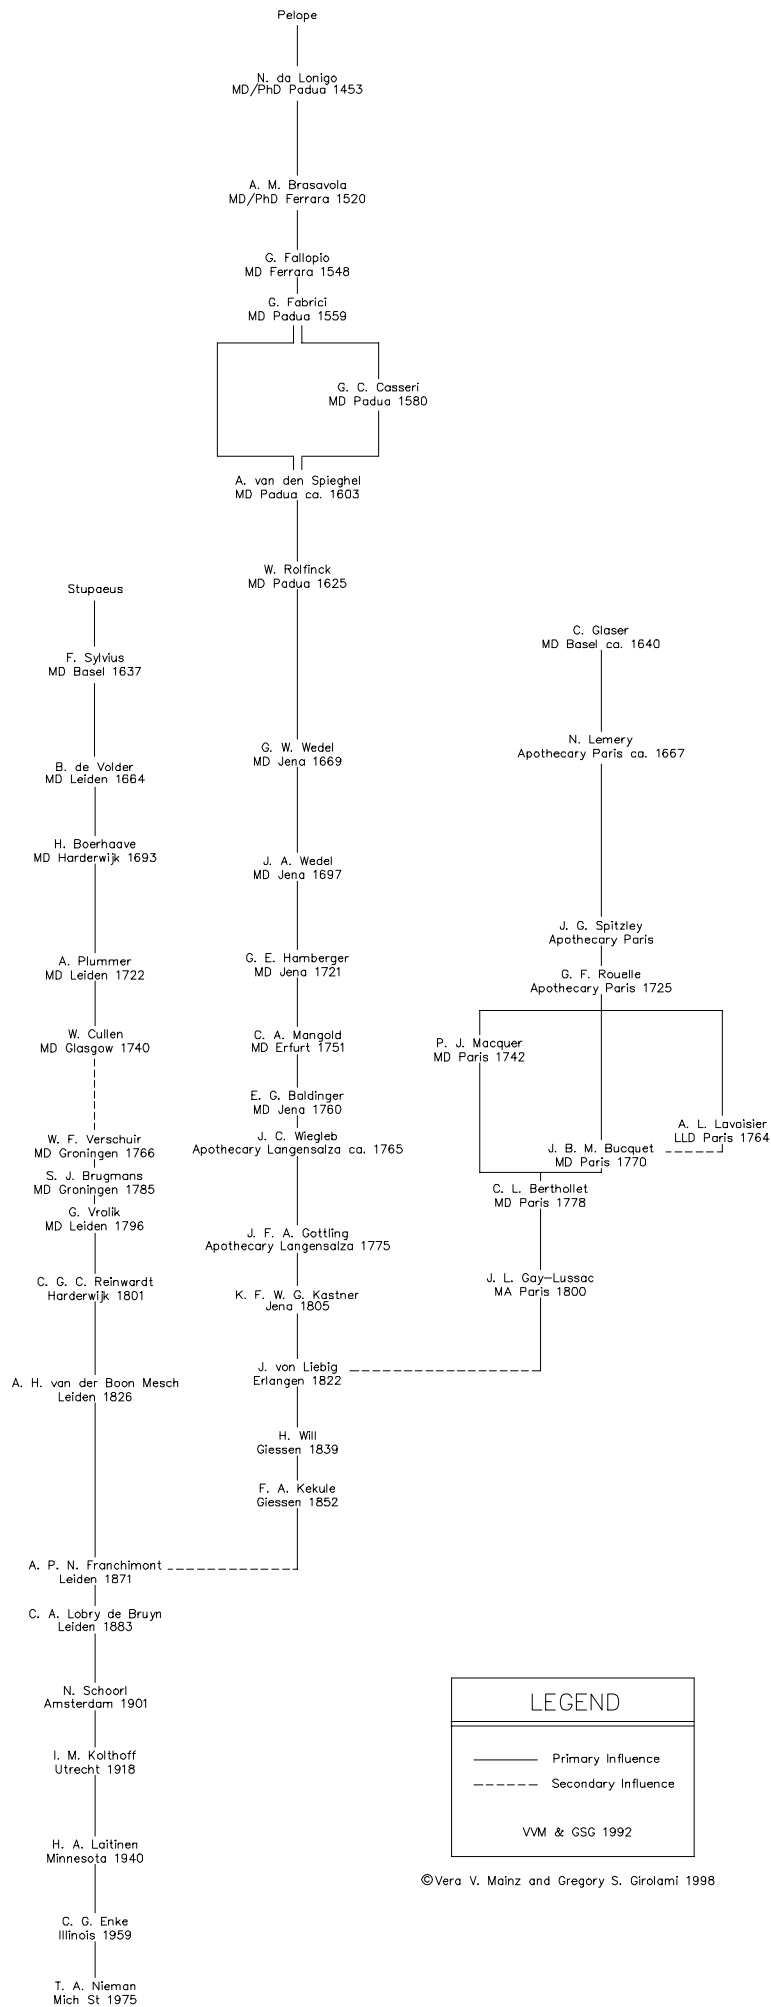 Pelope
N. da Lonigo
MD/PhD Padua 1453
A. M. Brasavola
MD/PhD Ferrara 1520
G. Fallopio
MD Ferrara 1548
G. Fabrici
MD Padua 1559
G. C. Casseri
MD Padua 1580
A. van den Spieghel
MD Padua ca. 1603
W. Rolfinck
MD Padua 1625
Stupaeus
C. Glaser
MD Basel ca. 1640
F. Sylvius
MD Basel 1637
N. Lemery
Apothecary Paris ca. 1667
G. W. Wedel
MD Jena 1669
B. de Volder
MD Leiden 1664
H. Boerhaave
MD Harderwijk 1693
J. A. Wedel
MD Jena 1697
J. G. Spitzley
Apothecary Paris
A. Plummer
MD Leiden 1722
G. E. Hamberger
MD Jena 1721
G. F. Rouelle
Apothecary Paris 1725
W. Cullen
MD Glasgow 1740
C. A. Mangold
MD Erfurt 1751
P. J. Macquer
MD Paris 1742
E. G. Baldinger
MD Jena 1760
A. L. Lavoisier
LLD Paris 1764
W. F. Verschuir
MD Groningen 1766
J. C. Wiegleb
Apothecary Langensalza ca. 1765
J. B. M. Bucquet
MD Paris 1770
S. J. Brugmans
MD Groningen 1785
C. L. Berthollet
MD Paris 1778
G. Vrolik
MD Leiden 1796
J. F. A. Gottling
Apothecary Langensalza 1775
C. G. C. Reinwardt
Harderwijk 1801
K. F. W. G. Kastner
Jena 1805
J. L. Gay-Lussac
MA Paris 1800
A. H. van der Boon Mesch
Leiden 1826
J. von Liebig
Erlangen 1822
H. Will
Giessen 1839
F. A. Kekule
Giessen 1852
A. P. N. Franchimont
Leiden 1871
C. A. Lobry de Bruyn
Leiden 1883
N. Schoorl
Amsterdam 1901
I. M. Kolthoff
Utrecht 1918
H. A. Laitinen
Minnesota 1940
C. G. Enke
Illinois 1959
T. A. Nieman
Mich St 1975
LEGEND
Primary Influence
Secondary Influence
VVM & GSG 1992
©Vera V. Mainz and Gregory S. Girolami 1998